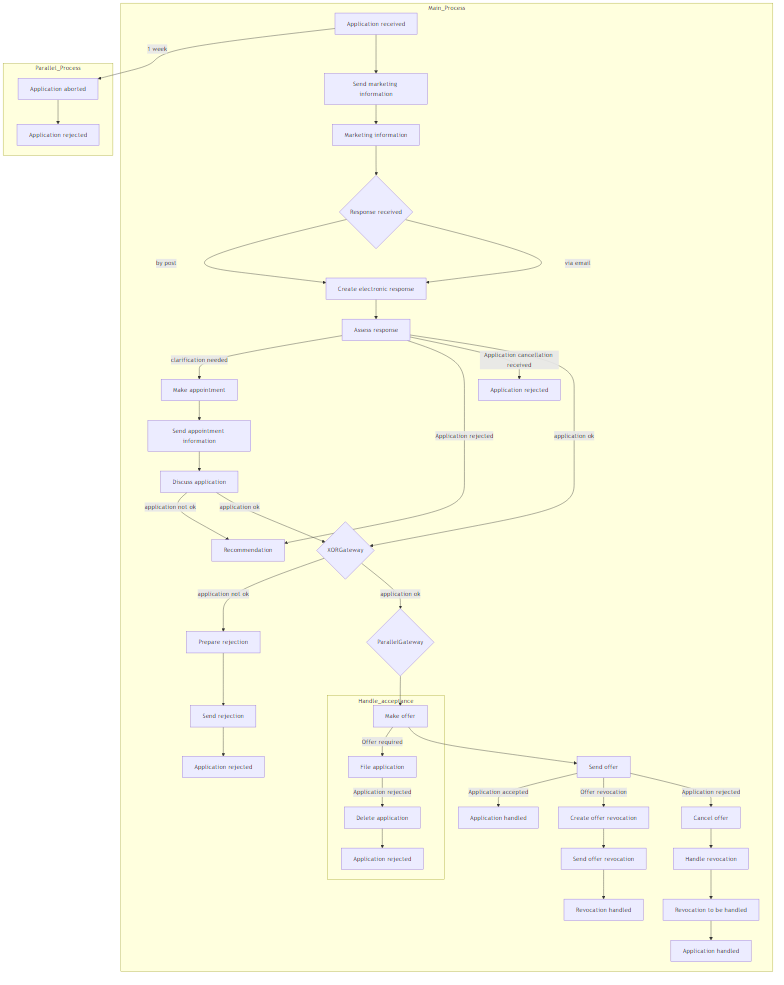 Main_Process
Application received
1 week
Parallel_Process
Application aborted
Application rejected
Send marketing
information
Marketing information
Response received
by post
via email
Create electronic response
Assess response
clarification needed
Application cancellation
received
Make appointment
Application rejected
Send appointment
information
Application rejected
application ok
Discuss application
application not ok
application ok
Recommendation
XORGateway
application not ok
application ok
Prepare rejection
ParallelGateway
Handle_acceptance
Send rejection
Make offer
Offer required
Application rejected
File application
Send offer
Application rejected
Application accepted
Offer revocation
Application rejected
Delete application
Application handled
Create offer revocation
Cancel offer
Application rejected
Send offer revocation
Handle revocation
Revocation handled
Revocation to be handled
Application handled